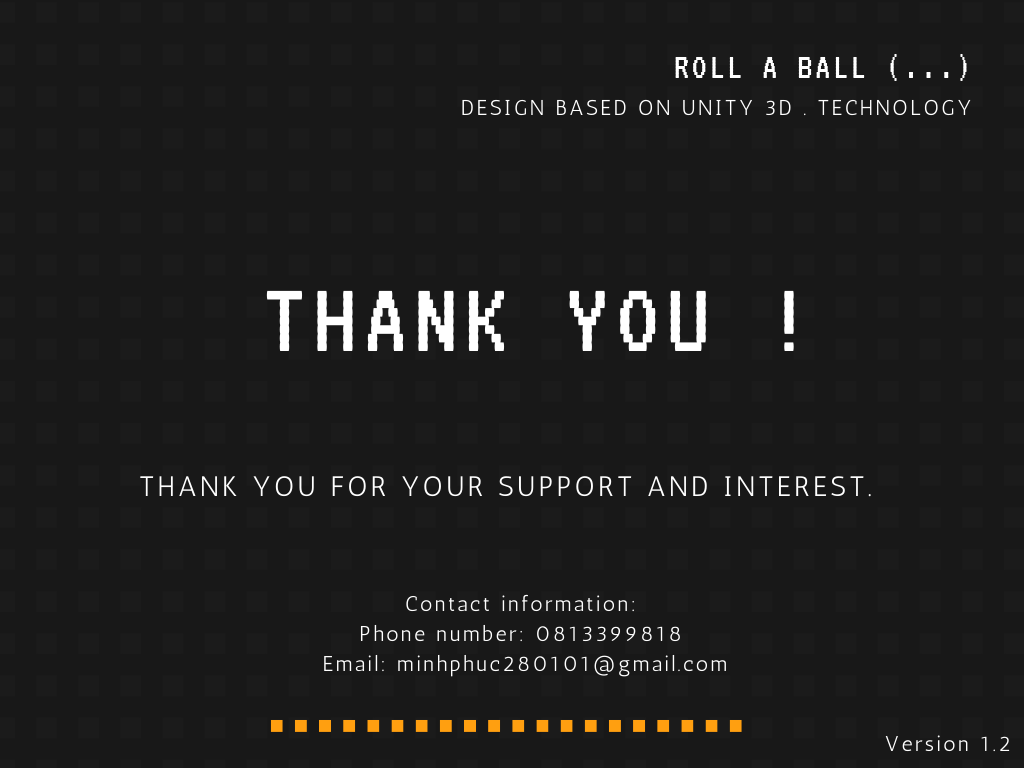 ROLL A BALL (...)
DESIGN BASED ON UNITY 3D . TECHNOLOGY
THANK YOU !
THANK YOU FOR YOUR SUPPORT AND INTEREST.
Contact information:
Phone number: 0813399818
Email: minhphuc280101@gmail.com
Version 1.2